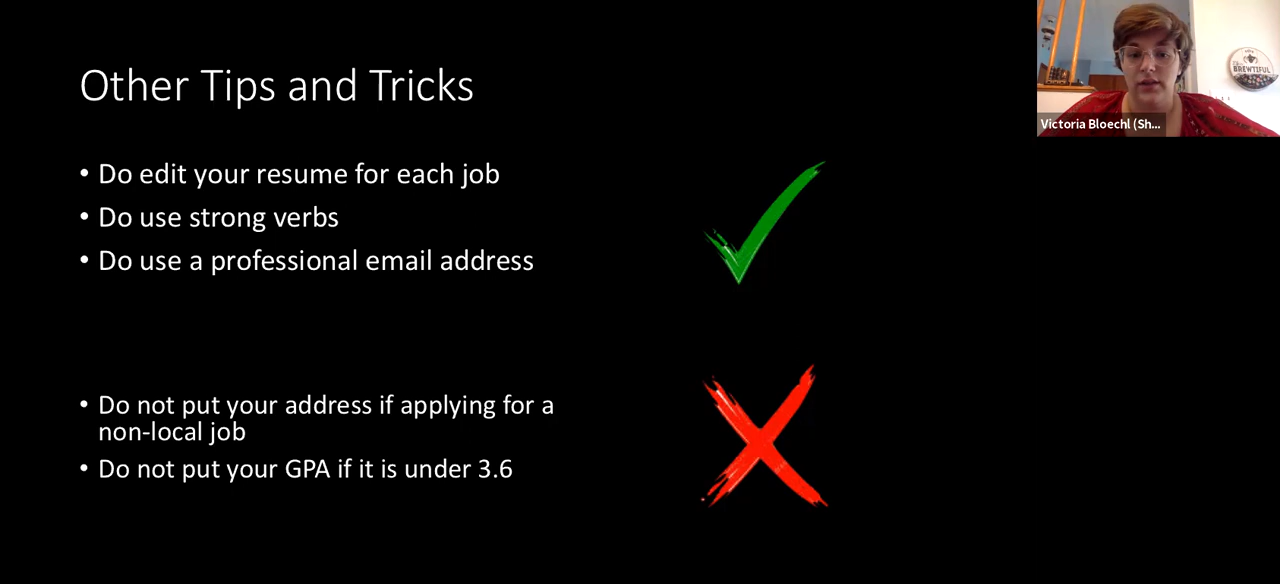 Other Tips and Tricks
• Do edit your resume for each job
• Do use strong verbs
• Do use a professional email address
• Do not put your address if applying for a
non-local job
• Do not put your GPA if it is under 3.6
BREWTIFUL
Victoria Bloechl (Sh...